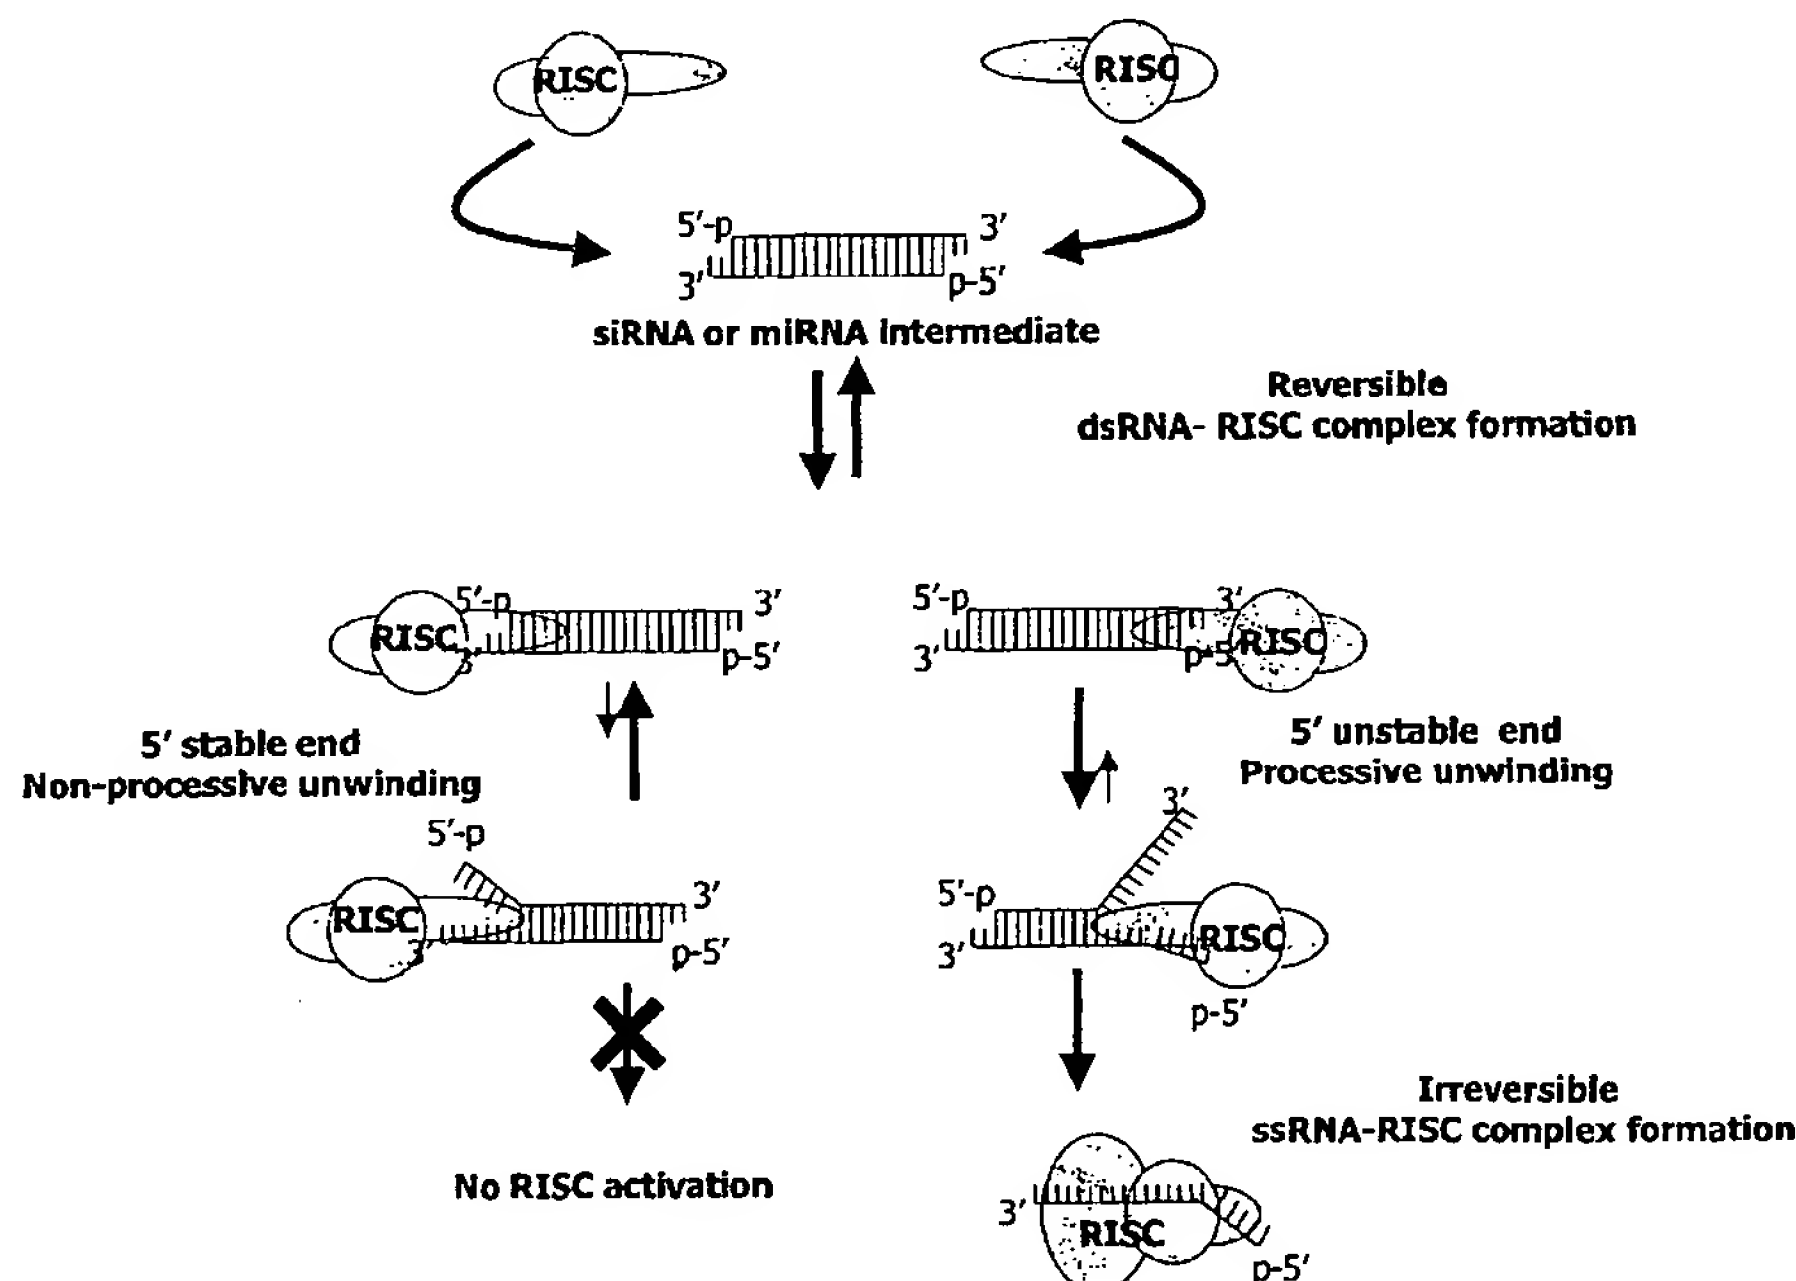 RISC
RISC
5'-p 3'
3' p-5'
siRNA or miRNA intermediate
Reversible
dsRNA- RISC complex formation
5'-p 3'
RISC
3' p-5'
5'-p 3'
RISC
3' p-5'
5' stable end
Non-processive unwinding
5' unstable end
Processive unwinding
5'-p
3'
RISC
3' p-5'
3'
5'-p
RISC
3'
p-5'
Irreversible
ssRNA-RISC complex formation
No RISC activation
3'
RISC
p-5'